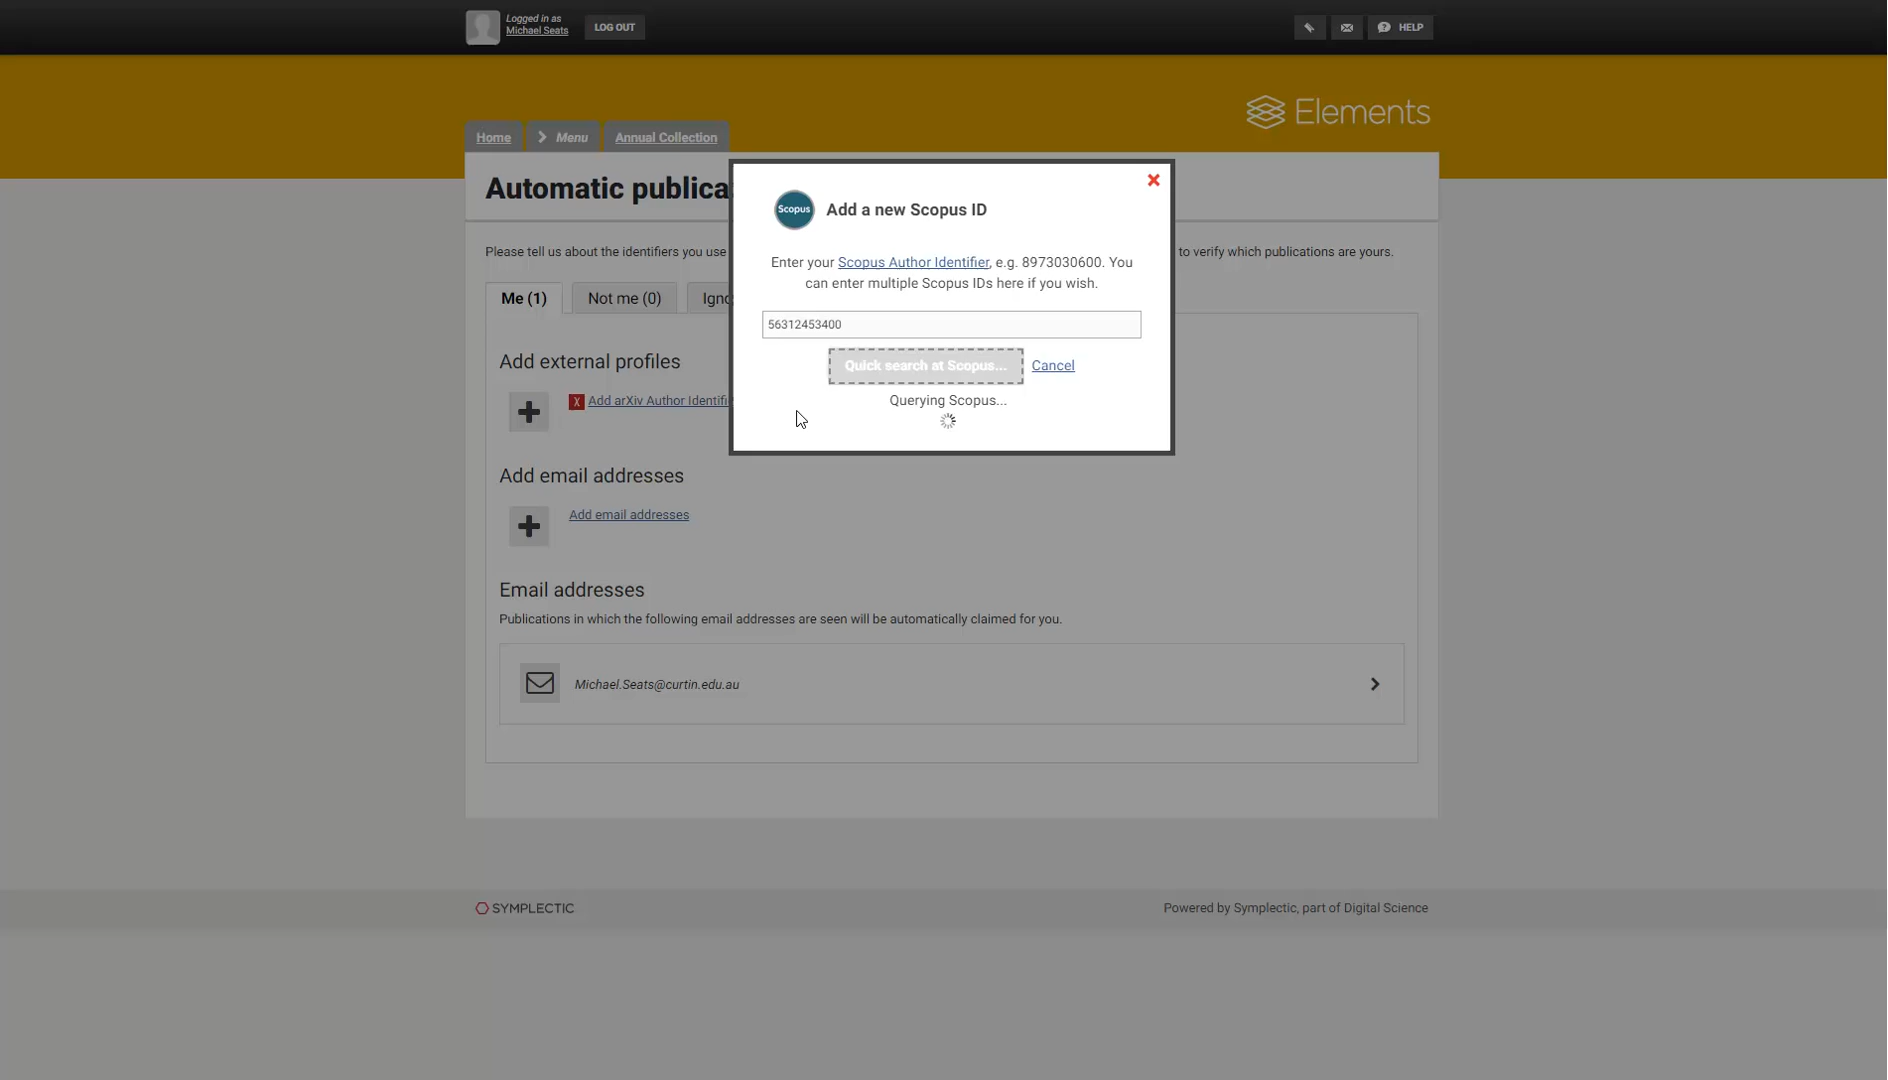 Logged in as
Michael Seats
LOG OUT
HELP
Elements
Home
Menu
Annual Collection
Automatic publica
Scopus
Add a new Scopus ID
Please tell us about the identifiers you use
to verify which publications are yours.
Enter your Scopus Author Identifier, e.g. 8973030600. You
can enter multiple Scopus IDs here if you wish.
Me (1)
Not me (0)
Igno
56312453400
Quick search at Scopus...
Cancel
Querying Scopus...
Add external profiles
Add arXiv Author Identifi
Add email addresses
Add email addresses
Email addresses
Publications in which the following email addresses are seen will be automatically claimed for you.
Michael.Seats@curtin.edu.au
SYMPLECTIC
Powered by Symplectic, part of Digital Science